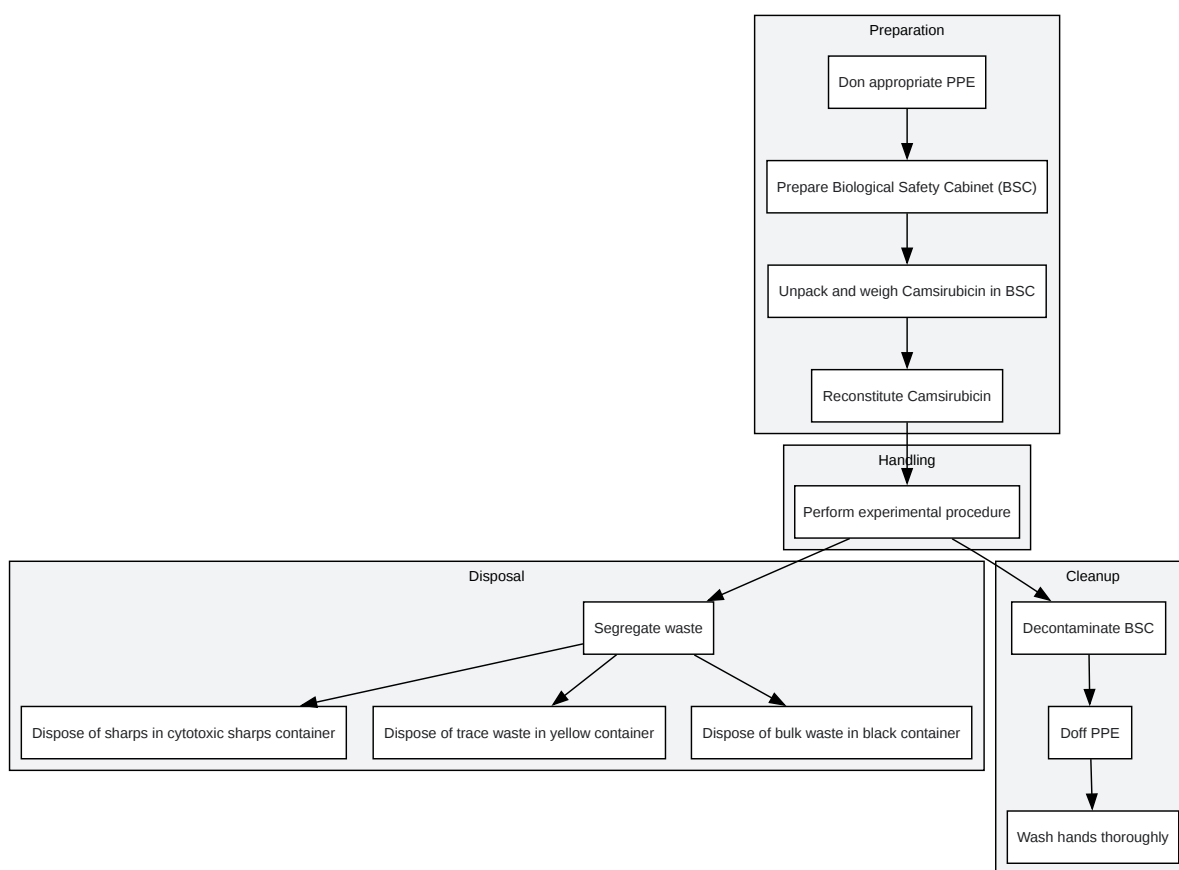 Preparation
Don appropriate PPE
Prepare Biological Safety Cabinet (BSC)
Unpack and weigh Camsirubicin in BSC
Reconstitute Camsirubicin
Handling
Perform experimental procedure
Disposal
Segregate waste
Dispose of sharps in cytotoxic sharps container
Dispose of trace waste in yellow container
Dispose of bulk waste in black container
Cleanup
Decontaminate BSC
Doff PPE
Wash hands thoroughly